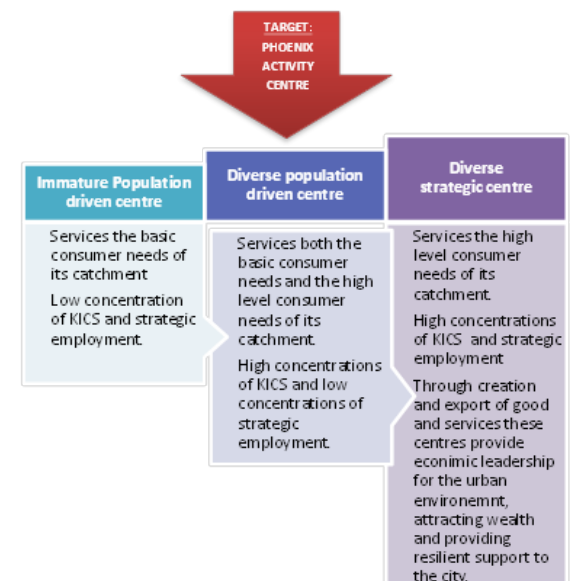 TARGET:
PHOENIX
ACTIVITY
CENTRE
Immature Population
driven centre
Services the basic
consumer needs of
its catchment
Low concentration
of KICS and strategic
employment.
Diverse population
driven centre
Services both the
basic consumer
needs and the high
level consumer
needs of its
catchment.
High concentrations
of KICS and low
concentrations of
strategic
employment.
Diverse
strategic centre
Services the high
level consumer
needs of its
catchment.
High concentrations
of KICS and strategic
employment
Through creation
and export of good
and services these
centres provide
econimic leadership
for the urban
environemnt,
attracting wealth
and providing
resilient support to
the city.